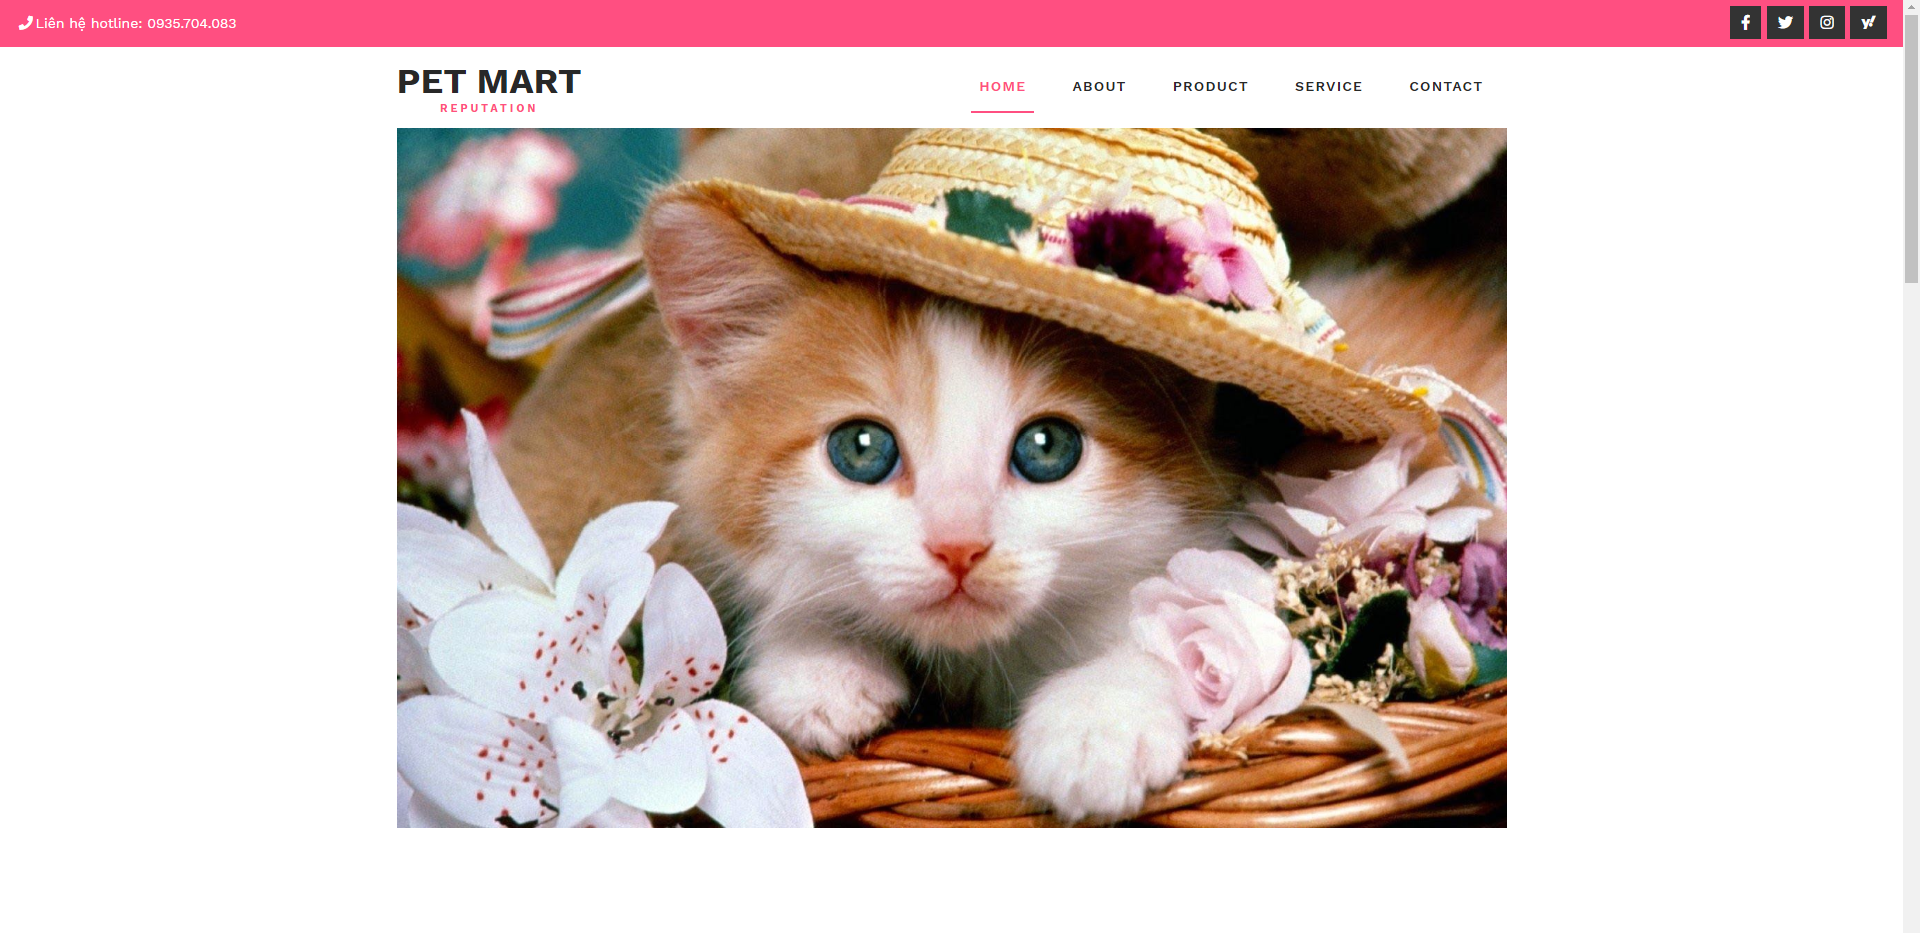 Liên hệ hotline: 0935.704.083
PET MART
REPUTATION
HOME ABOUT PRODUCT SERVICE CONTACT